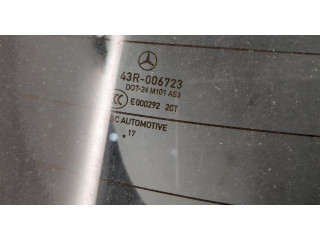 43R-006723
DOT-24 M101 AS3
E000292 20T
AUTOMOTIVE
17